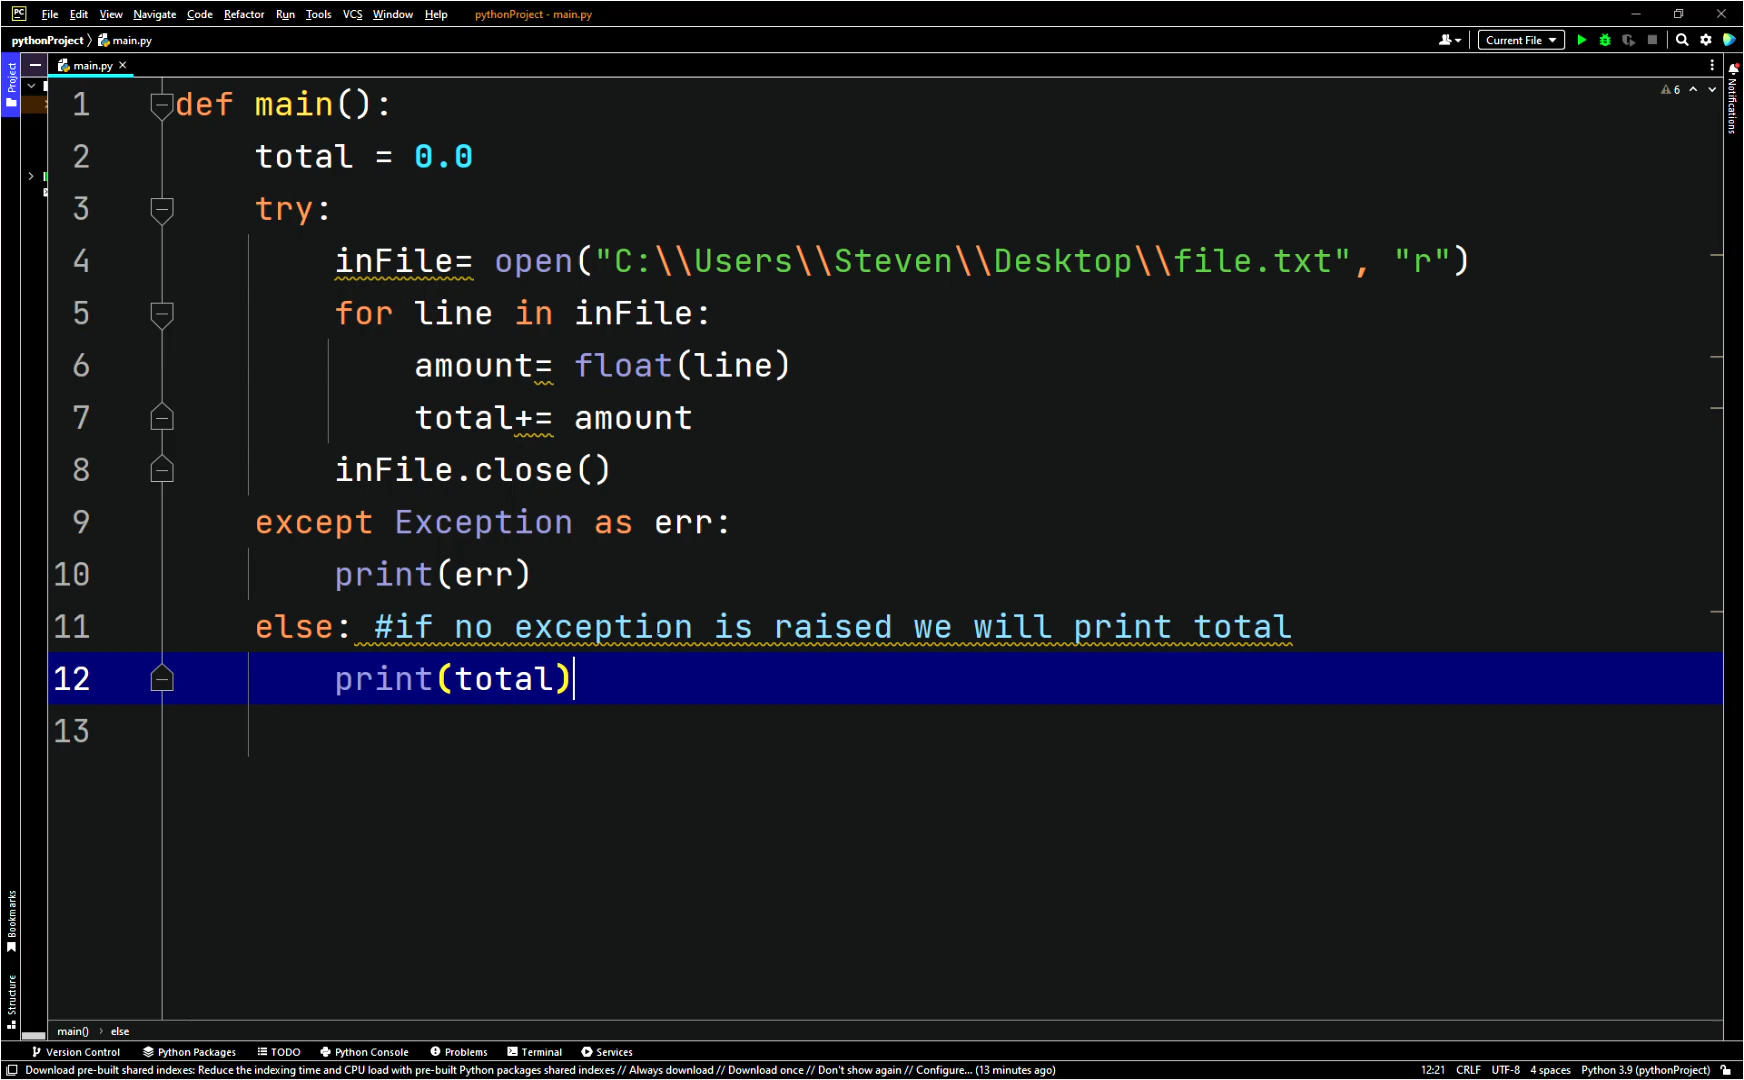 PC File Edit View Navigate Code Refactor Run Tools VCS Window Help pythonProject - main.py
pythonProject main.py Current File
Project main.py
6
Notifications
1 def main():
2 total = 0.0
3 try:
4 inFile= open("C:\\Users\\Steven\\Desktop\\file.txt", "r")
5 for line in inFile:
6 amount= float(line)
7 total+= amount
8 inFile.close()
9 except Exception as err:
10 print(err)
11 else: #if no exception is raised we will print total
12 print(total)
13
Bookmarks
Structure
main() › else
Version Control Python Packages TODO Python Console Problems Terminal Services
Download pre-built shared indexes: Reduce the indexing time and CPU load with pre-built Python packages shared indexes // Always download // Download once // Don't show again // Configure... (13 minutes ago) 12:21 CRLF UTF-8 4 spaces Python 3.9 (pythonProject)